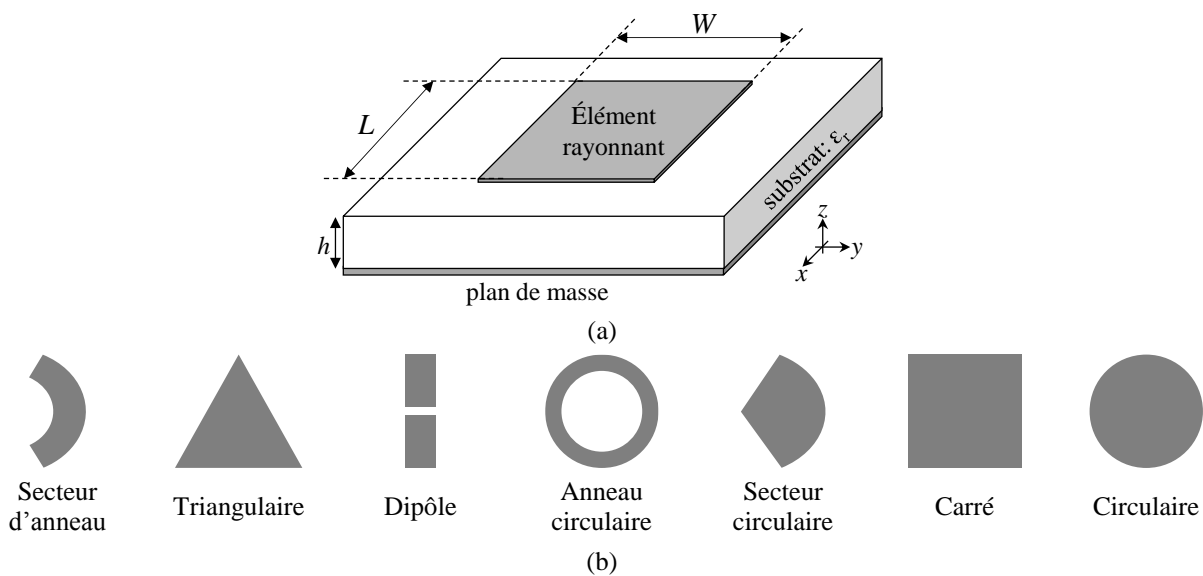 W
L
Élément
rayonnant
substrat: εr
h
z
y
x
plan de masse
(a)
Secteur
d'anneau
Triangulaire
Dipôle
Anneau
circulaire
Secteur
circulaire
Carré
Circulaire
(b)